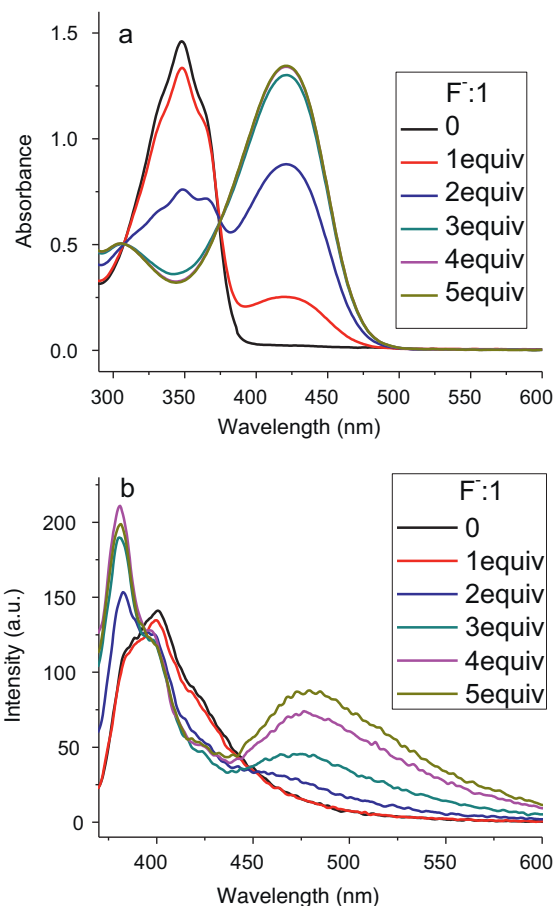 a
1.5
1.0
0.5
0.0
Absorbance
F⁻:1
0
1equiv
2equiv
3equiv
4equiv
5equiv
300 350 400 450 500 550 600
Wavelength (nm)
b
200
150
100
50
0
Intensity (a.u.)
F⁻:1
0
1equiv
2equiv
3equiv
4equiv
5equiv
400 450 500 550 600
Wavelength (nm)